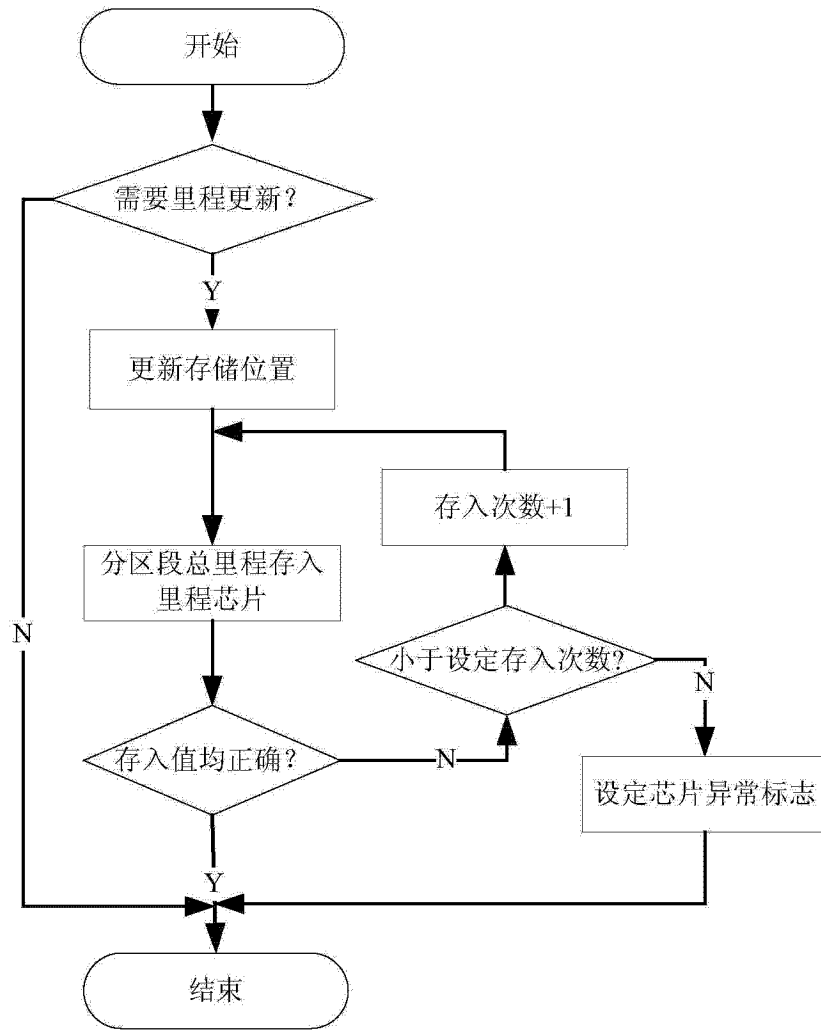 开始
需要里程更新?
Y
更新存储位置
存入次数+1
分区段总里程存入
里程芯片
N
小于设定存入次数?
N
存入值均正确?
N
设定芯片异常标志
Y
结束